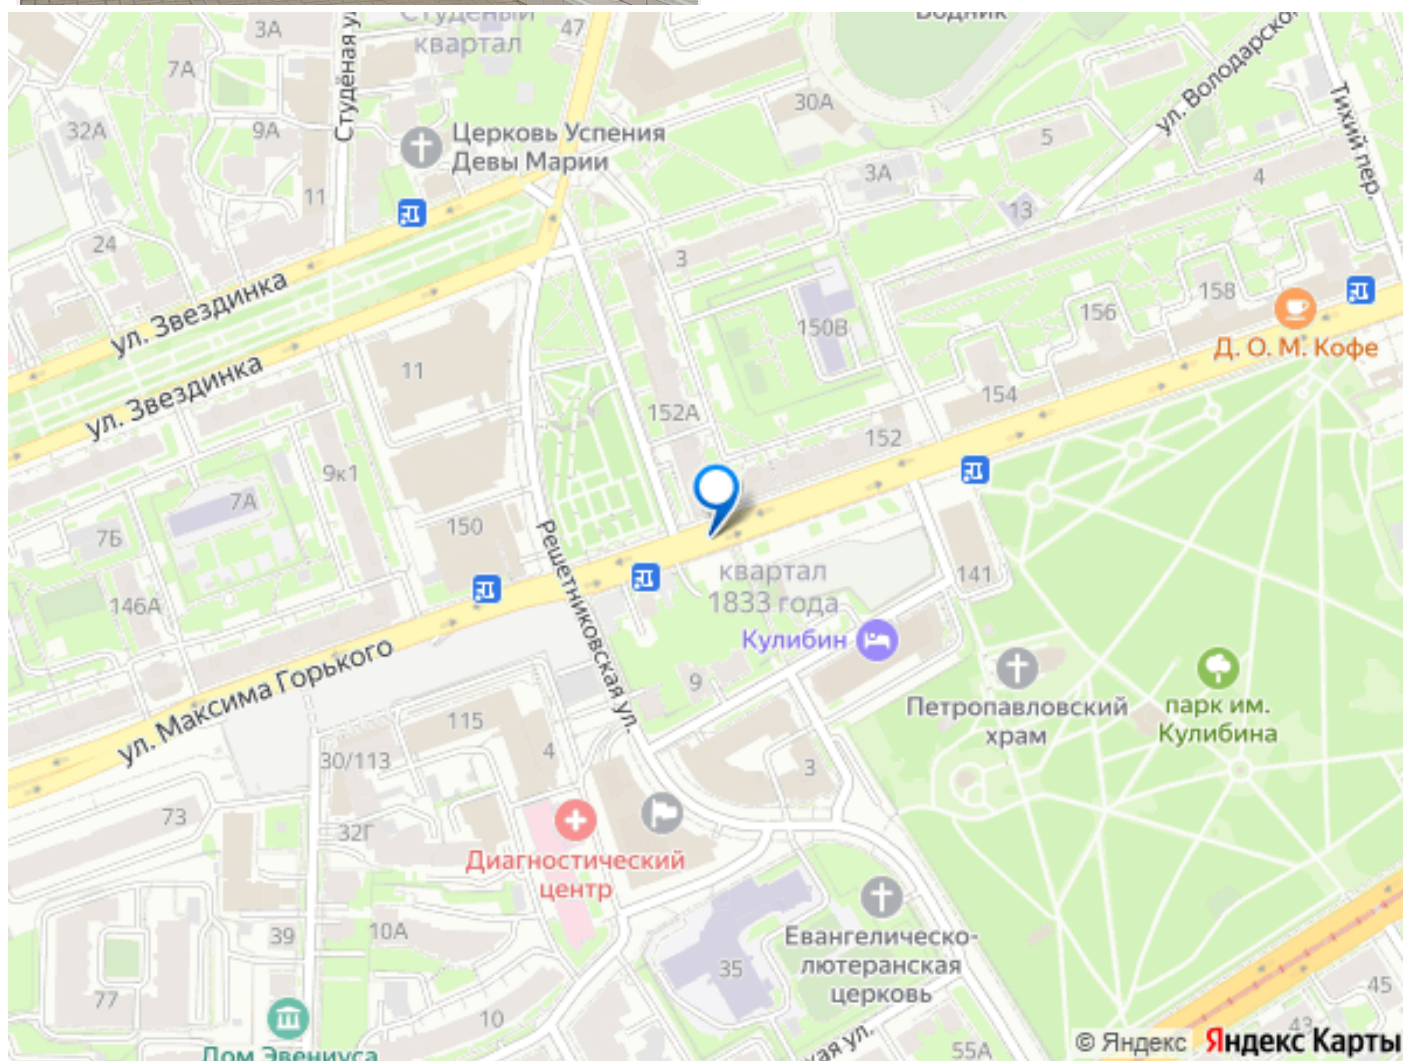 Студёный
квартал
47
Водник
3А
7А
Студёная ул.
32А
9А
Церковь Успения
Девы Марии
30А
5
ул. Володарского
Тихий пер.
3А
4
11
13
24
3
ул. Звездинка
150В
156
158
Д. О. М. Кофе
ул. Звездинка
11
154
152А
152
9к1
7А
150
7Б
Решетниковская ул.
квартал
1833 года
141
146А
Кулибин
9
ул. Максима Горького
Петропавловский
храм
парк им.
Кулибина
115
4
30/113
3
73
32Г
Диагностический
центр
39
10А
Евангелическо-
лютеранская
церковь
35
77
45
10
43
Дом Эвениуса
55А
© Яндекс Яндекс Карты